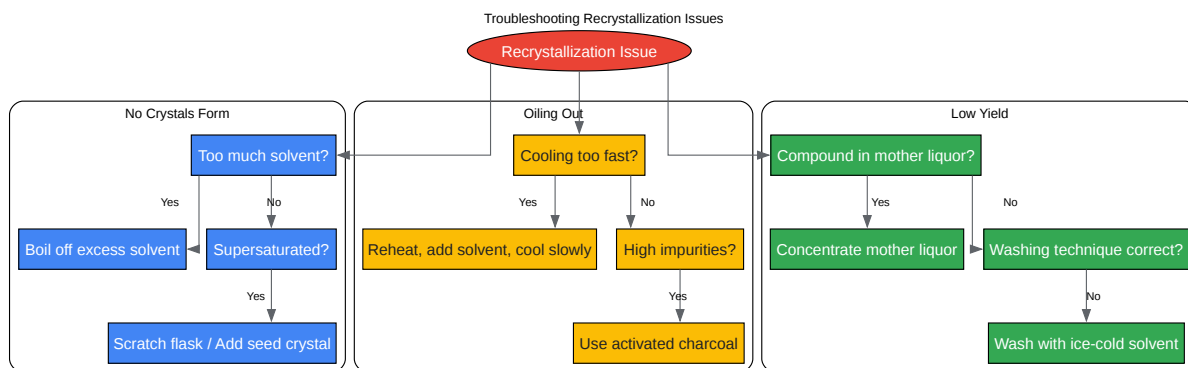 Troubleshooting Recrystallization Issues
Recrystallization Issue
No Crystals Form
Oiling Out
Low Yield
Too much solvent?
Cooling too fast?
Compound in mother liquor?
Yes
No
Yes
No
Yes
No
Boil off excess solvent
Supersaturated?
Reheat, add solvent, cool slowly
High impurities?
Concentrate mother liquor
Washing technique correct?
Yes
Yes
No
Scratch flask / Add seed crystal
Use activated charcoal
Wash with ice-cold solvent